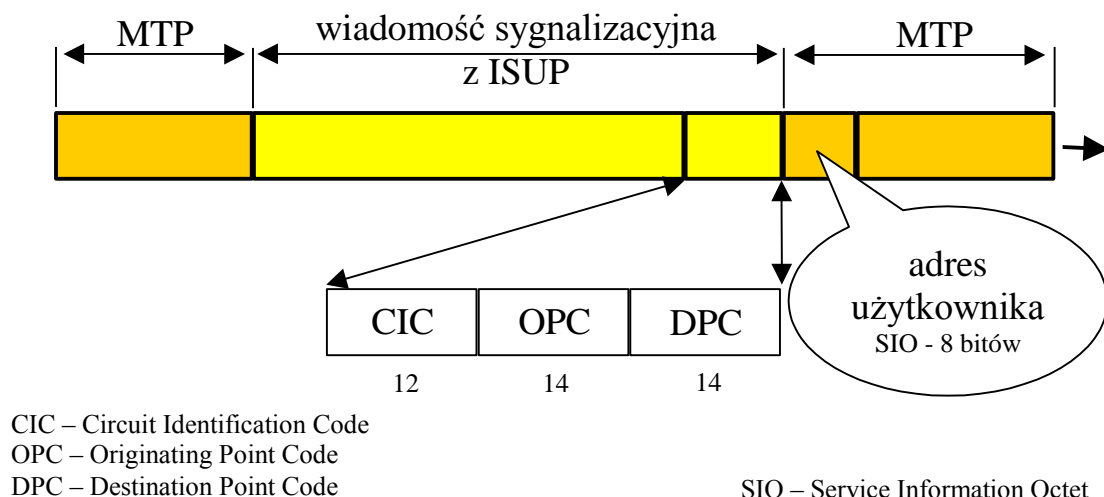 MTP
wiadomość sygnalizacyjna
z ISUP
MTP
adres
użytkownika
SIO - 8 bitów
CIC OPC DPC
12 14 14
CIC – Circuit Identification Code
OPC – Originating Point Code
DPC – Destination Point Code
SIO – Service Information Octet